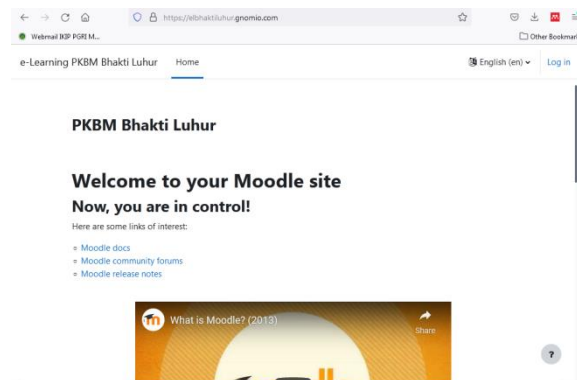 https://elbhaktiluhur.gnomio.com
Webmail IKIP PGRI M...
Other Bookmark
e-Learning PKBM Bhakti Luhur Home English (en) Log in
PKBM Bhakti Luhur
Welcome to your Moodle site
Now, you are in control!
Here are some links of interest:
Moodle docs
Moodle community forums
Moodle release notes
m What is Moodle? (2013)
Share
?